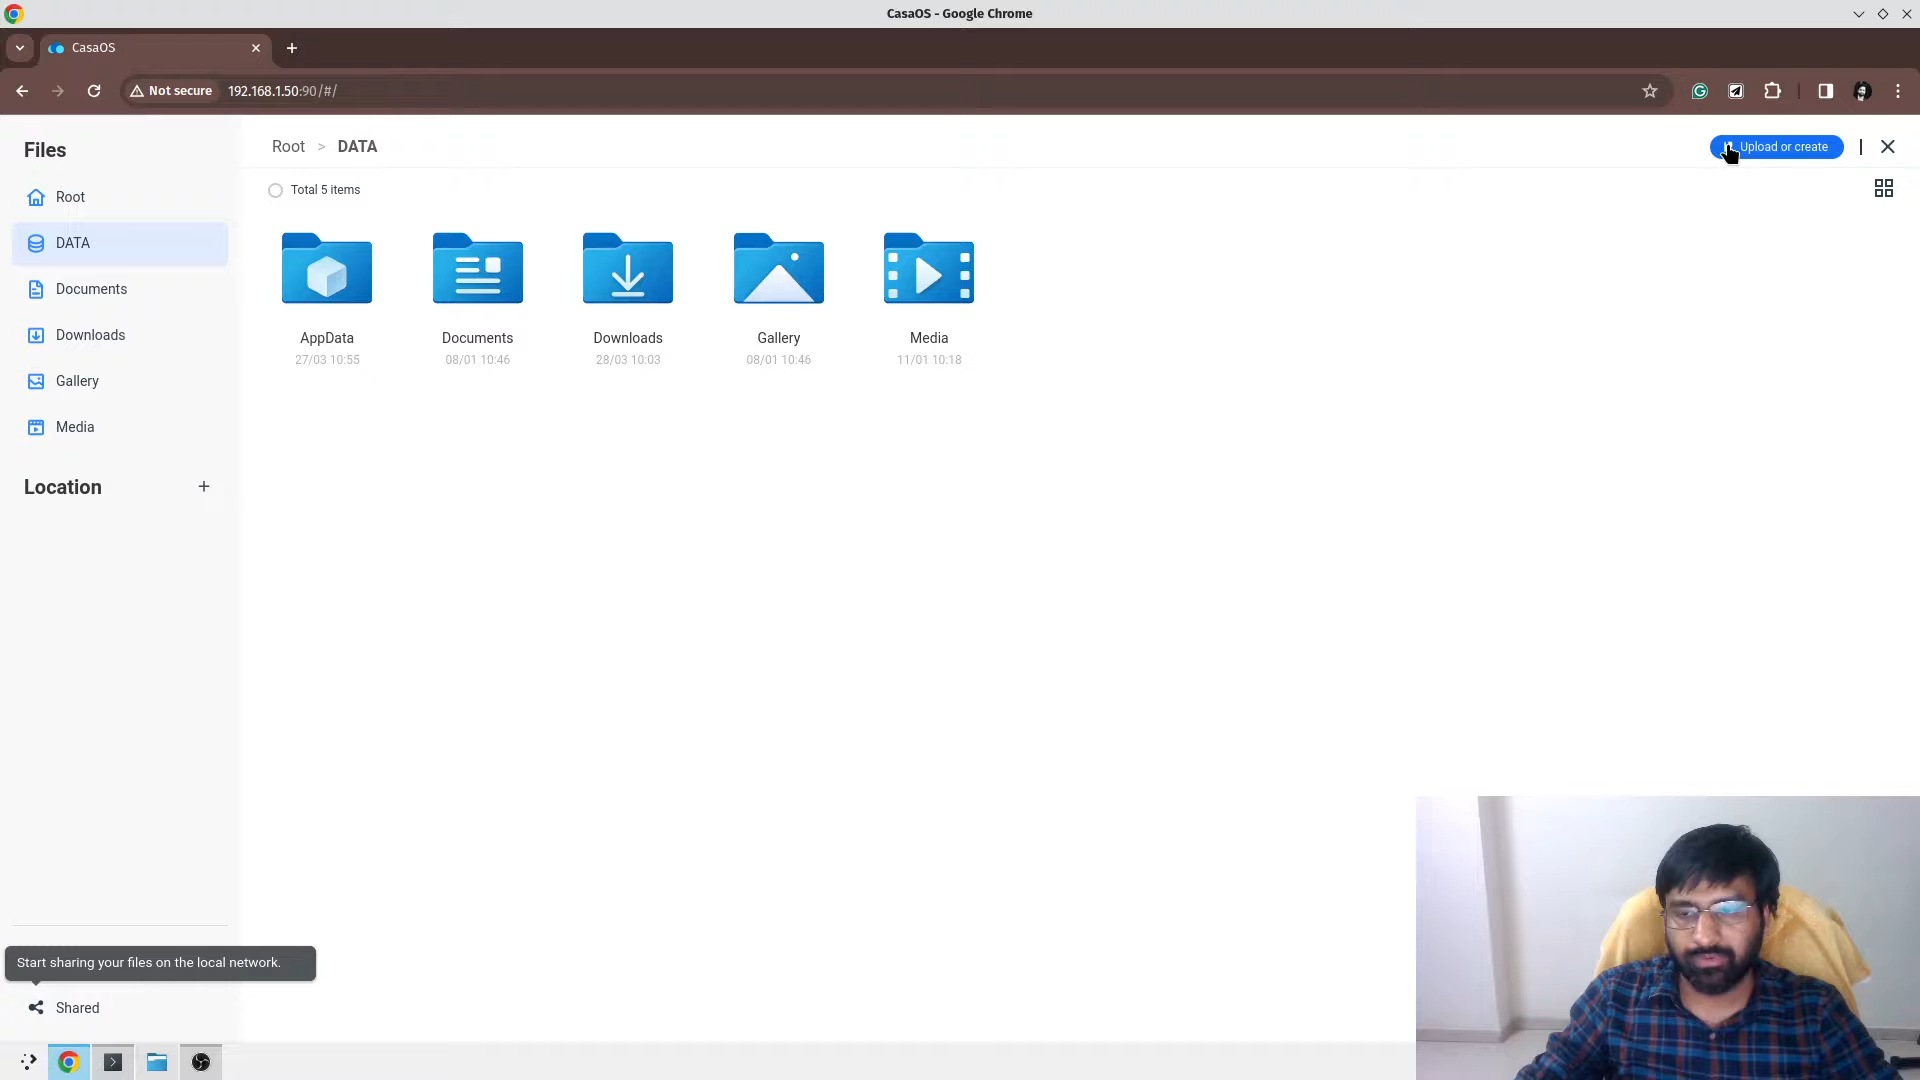 CasaOS - Google Chrome
CasaOS
Not secure
192.168.1.50:90/#/
Files
Root > DATA
Upload or create
Root
Total 5 items
DATA
Documents
Downloads
Gallery
Media
AppData
27/03 10:55
Documents
08/01 10:46
Downloads
28/03 10:03
Gallery
08/01 10:46
Media
11/01 10:18
Location +
Start sharing your files on the local network.
Shared